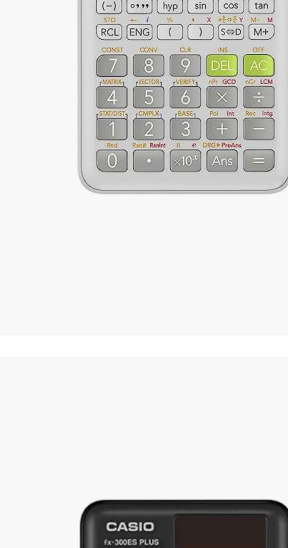 (−) °’” hyp sin cos tan
STO ← i % , x Y M- M
RCL ENG ( ) S⇔D M+
CONST CONV CLR INS OFF
7 8 9 DEL AC
MATRIX VECTOR VERIFY nPr GCD nCr LCM
4 5 6 × ÷
STAT/DIST CMPLX BASE Pol Int Rec Intg
1 2 3 + −
Rnd Ran# RanInt π e DRG▶ PreAns
0 • ×10ˣ Ans =
CASIO
fx-300ES PLUS